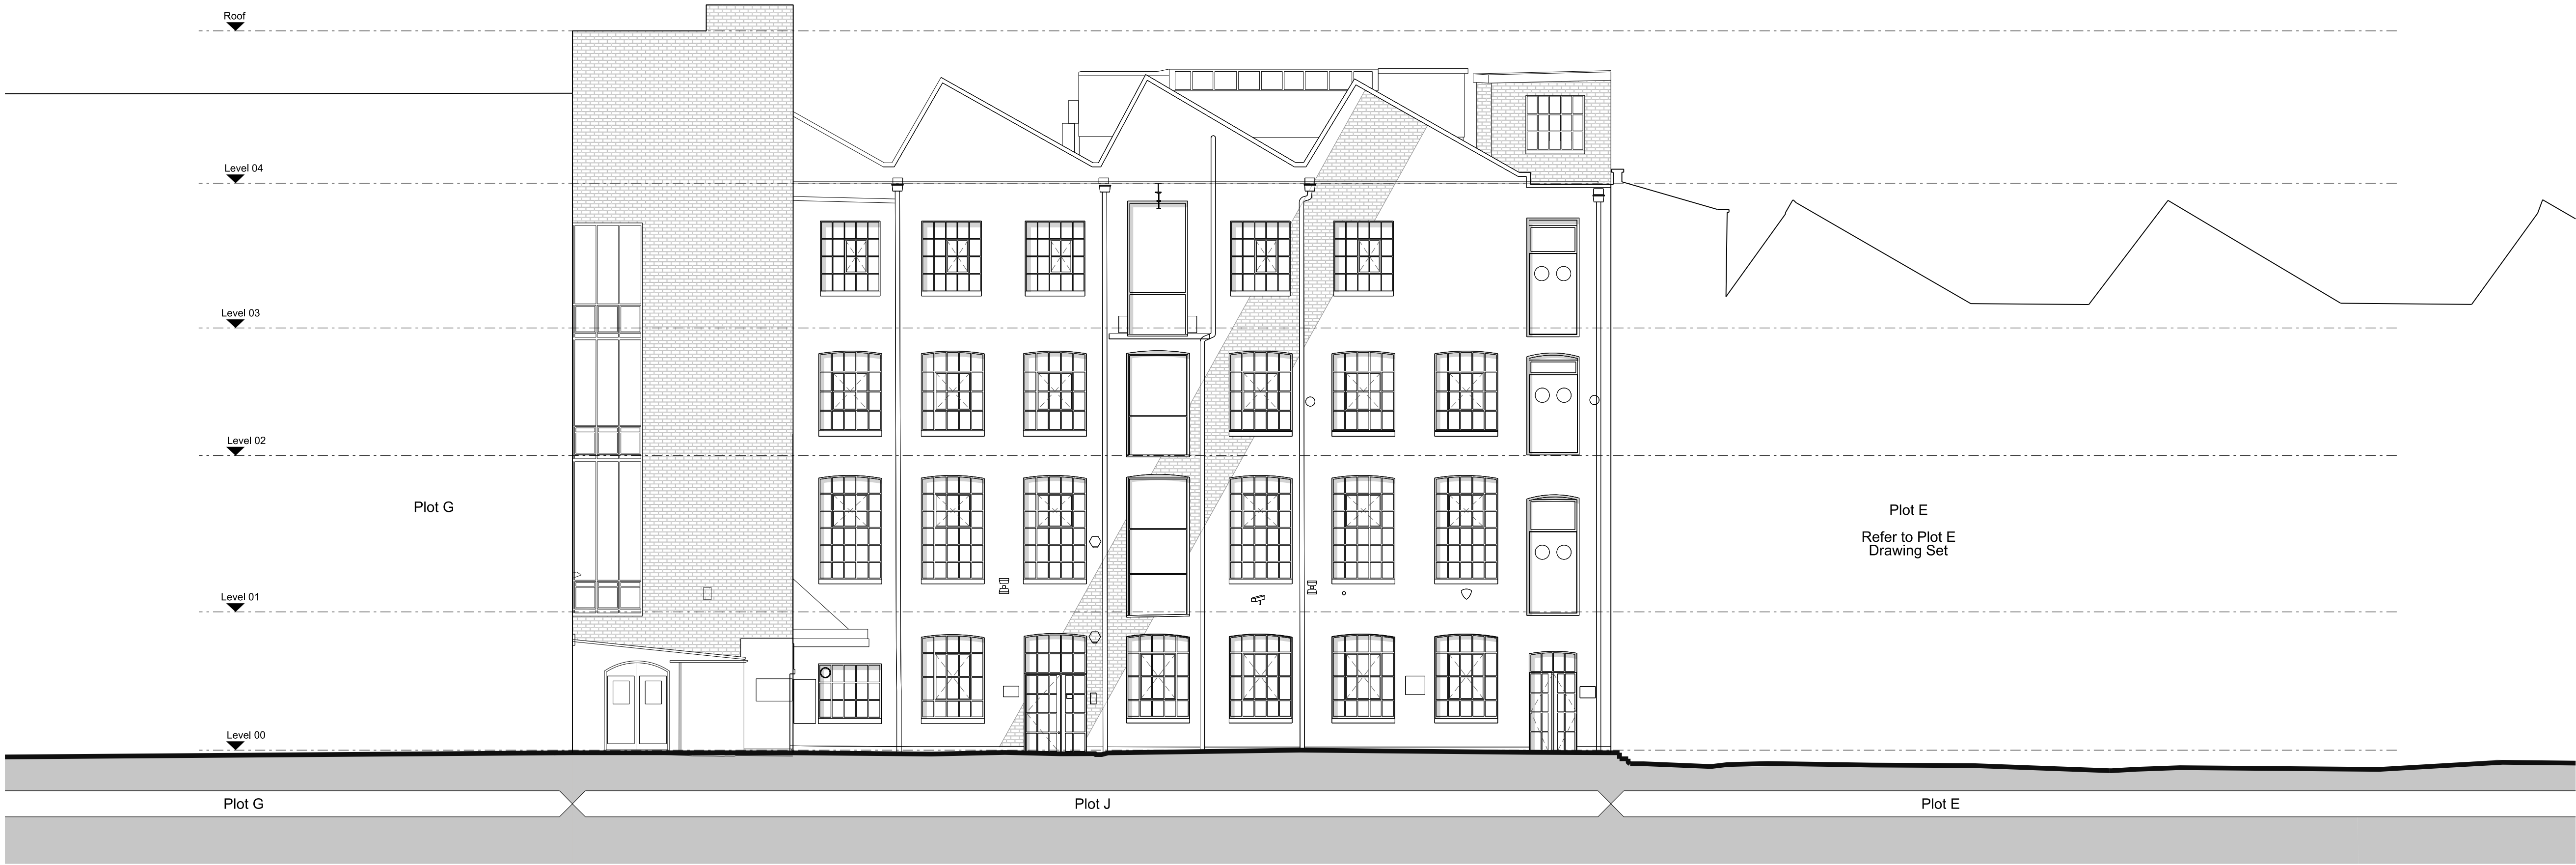 Roof
Level 04
Level 03
Level 02
Plot G
Plot E
Refer to Plot E
Drawing Set
Level 01
Level 00
Plot G
Plot J
Plot E